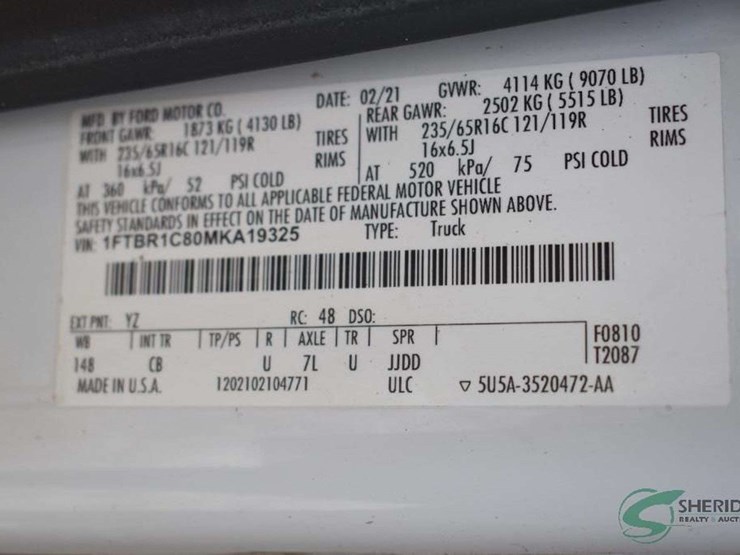 MFD. BY FORD MOTOR CO. DATE: 02/21 GVWR: 4114 KG ( 9070 LB)
FRONT GAWR: 1873 KG ( 4130 LB) REAR GAWR: 2502 KG ( 5515 LB)
WITH 235/65R16C 121/119R TIRES WITH 235/65R16C 121/119R TIRES
16x6.5J RIMS 16x6.5J RIMS
AT 360 kPa/ 52 PSI COLD AT 520 kPa/ 75 PSI COLD
THIS VEHICLE CONFORMS TO ALL APPLICABLE FEDERAL MOTOR VEHICLE
SAFETY STANDARDS IN EFFECT ON THE DATE OF MANUFACTURE SHOWN ABOVE.
VIN: 1FTBR1C80MKA19325 TYPE: Truck
EXT PNT: YZ RC: 48 DSO:
WB INT TR TP/PS R AXLE TR SPR F0810
148 CB U 7L U JJDD T2087
MADE IN U.S.A. 1202102104771 ULC ▽ 5U5A-3520472-AA
SHERID
REALTY & AUCT